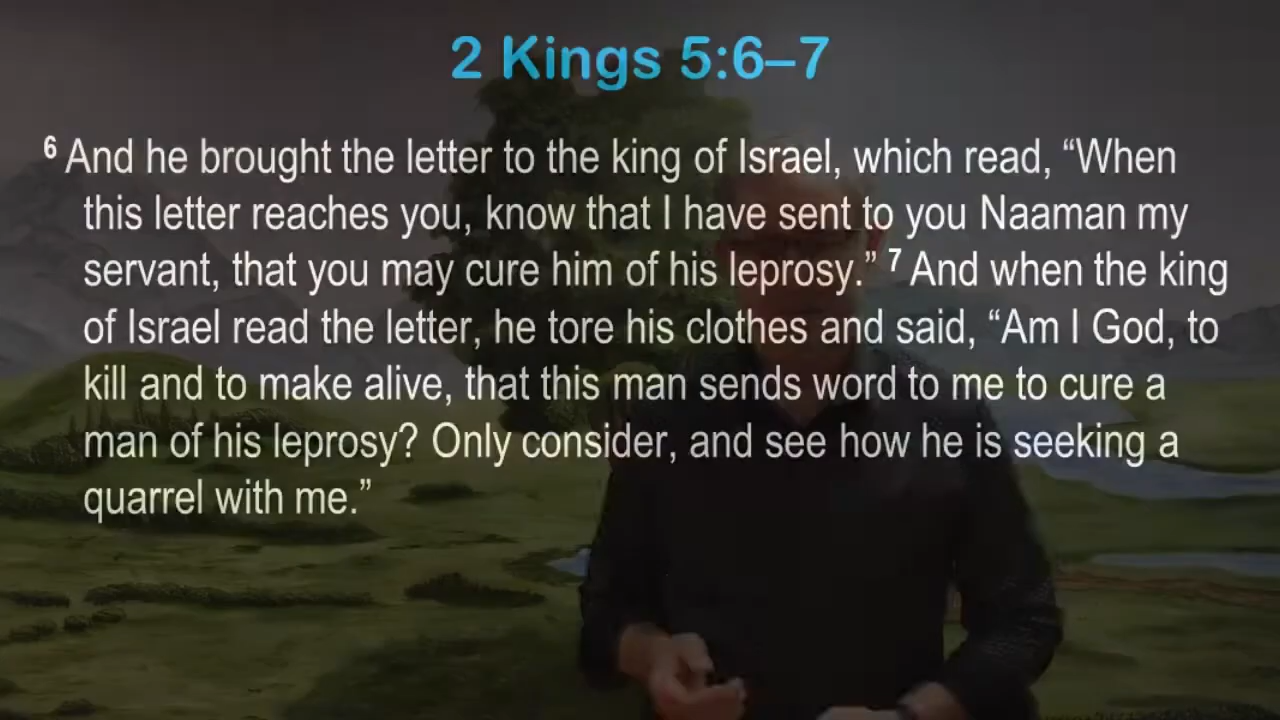 2 Kings 5:6–7
6 And he brought the letter to the king of Israel, which read, “When
this letter reaches you, know that I have sent to you Naaman my
servant, that you may cure him of his leprosy.” 7 And when the king
of Israel read the letter, he tore his clothes and said, “Am I God, to
kill and to make alive, that this man sends word to me to cure a
man of his leprosy? Only consider, and see how he is seeking a
quarrel with me.”